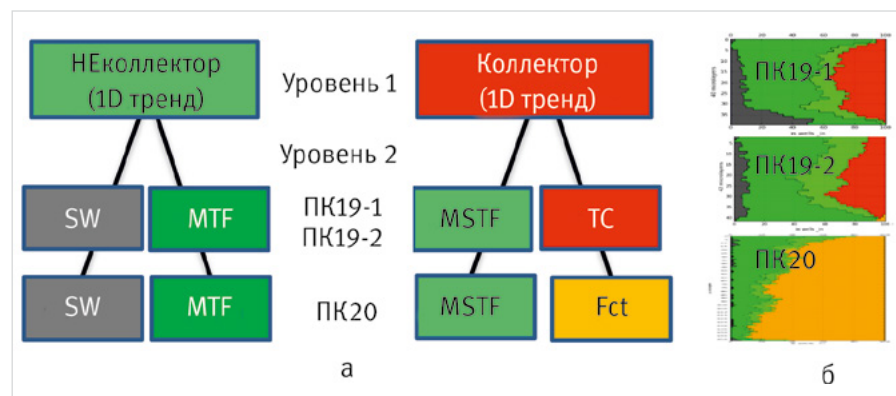 НЕколлектор
(1D тренд)
Уровень 1
Коллектор
(1D тренд)
Уровень 2
SW
MTF
ПК19-1
ПК19-2
MSTF
TC
SW
MTF
ПК20
MSTF
Fct
а
ПК19-1
ПК19-2
ПК20
б